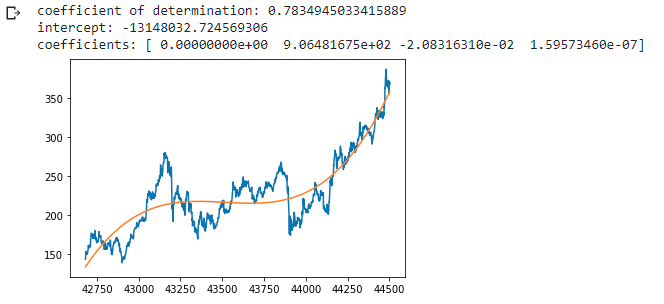 coefficient of determination: 0.7834945033415889
intercept: -13148032.724569306
coefficients: [ 0.00000000e+00  9.06481675e+02 -2.08316310e-02  1.59573460e-07]
350
300
250
200
150
42750 43000 43250 43500 43750 44000 44250 44500